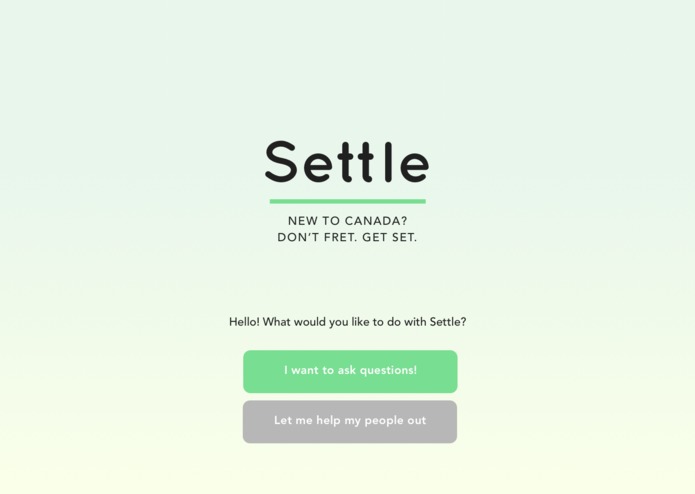 Settle
NEW TO CANADA?
DON'T FRET. GET SET.
Hello! What would you like to do with Settle?
I want to ask questions!
Let me help my people out